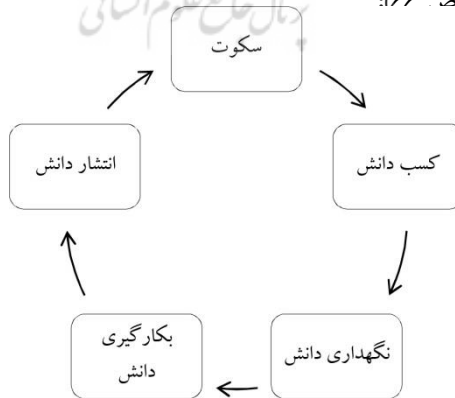 سکوت
کسب دانش
نگهداری دانش
بکارگیری
دانش
انتشار دانش